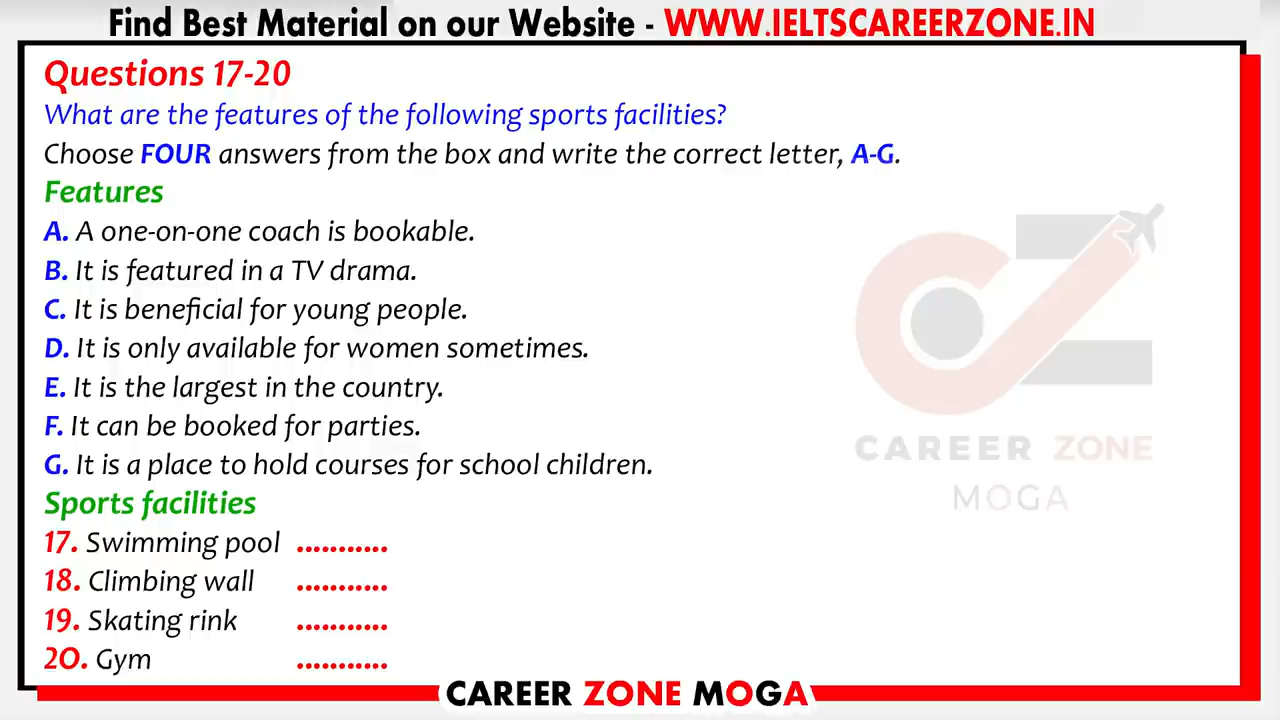 Find Best Material on our Website - WWW.IELTSCAREERZONE.IN
Questions 17-20
What are the features of the following sports facilities?
Choose FOUR answers from the box and write the correct letter, A-G.
Features
A. A one-on-one coach is bookable.
B. It is featured in a TV drama.
C. It is beneficial for young people.
D. It is only available for women sometimes.
E. It is the largest in the country.
F. It can be booked for parties.
G. It is a place to hold courses for school children.
Sports facilities
17. Swimming pool ...........
18. Climbing wall ...........
19. Skating rink ...........
20. Gym ...........
CAREER ZONE
MOGA
CAREER ZONE MOGA